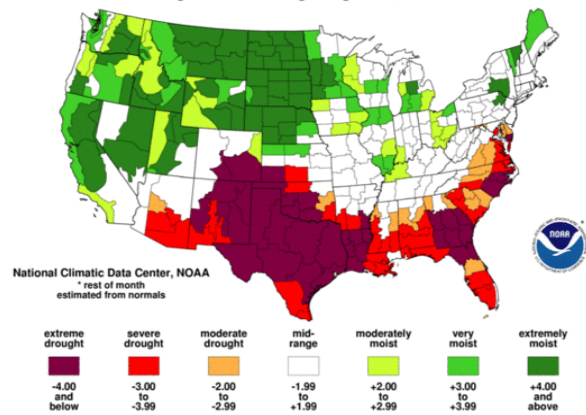 National Climatic Data Center, NOAA
* rest of month
estimated from normals
NOAA
extreme drought
severe drought
moderate drought
mid-range
moderately moist
very moist
extremely moist
-4.00 and below
-3.00 to -3.99
-2.00 to -2.99
-1.99 to +1.99
+2.00 to +2.99
+3.00 to +3.99
+4.00 and above